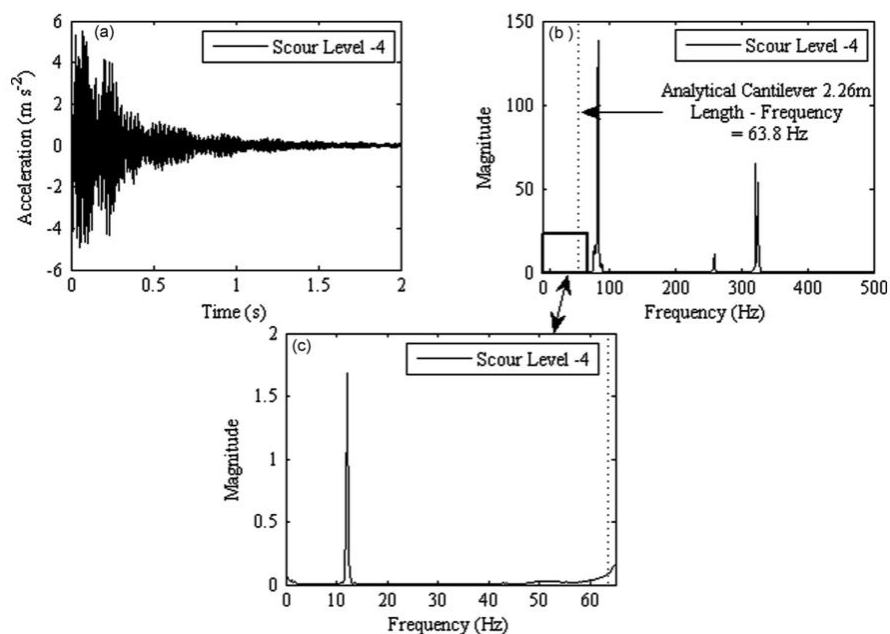 (a)
Scour Level -4
Acceleration (m s-2)
6
4
2
0
-2
-4
-6
0
0.5
1
1.5
2
Time (s)
(b )
Scour Level -4
Analytical Cantilever 2.26m
Length - Frequency
= 63.8 Hz
Magnitude
150
100
50
0
0
100
200
300
400
500
Frequency (Hz)
(c)
Scour Level -4
Magnitude
2
1.5
1
0.5
0
0
10
20
30
40
50
60
Frequency (Hz)